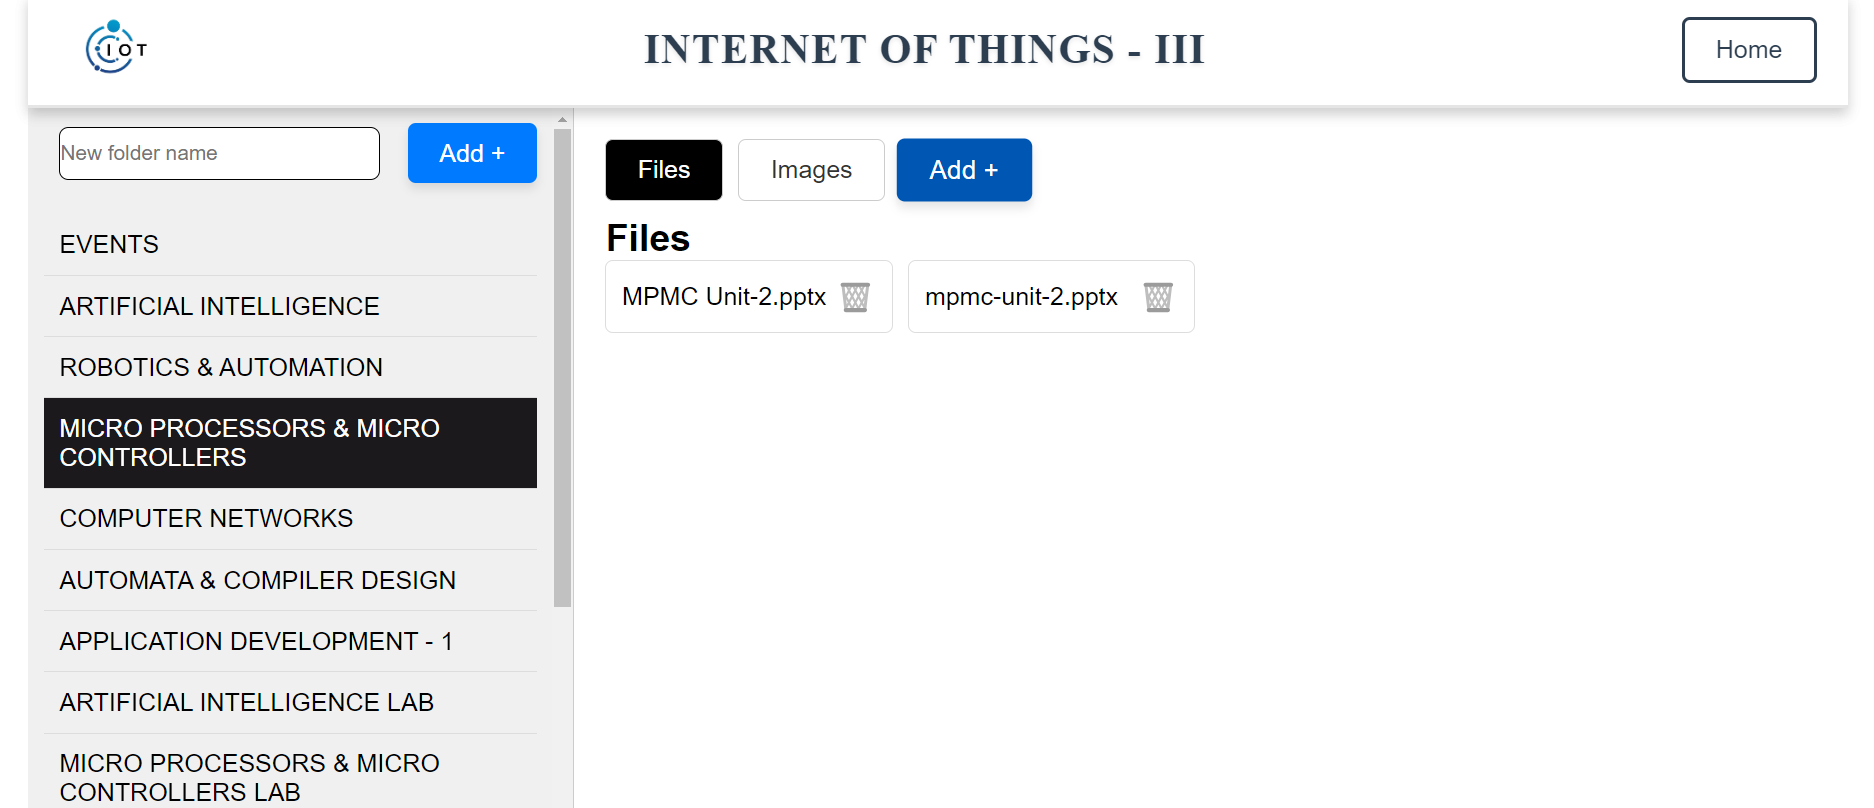 IOT
INTERNET OF THINGS - III
Home
New folder name
Add +
EVENTS
ARTIFICIAL INTELLIGENCE
ROBOTICS & AUTOMATION
MICRO PROCESSORS & MICRO
CONTROLLERS
COMPUTER NETWORKS
AUTOMATA & COMPILER DESIGN
APPLICATION DEVELOPMENT - 1
ARTIFICIAL INTELLIGENCE LAB
MICRO PROCESSORS & MICRO
CONTROLLERS LAB
Files
Images
Add +
Files
MPMC Unit-2.pptx
mpmc-unit-2.pptx